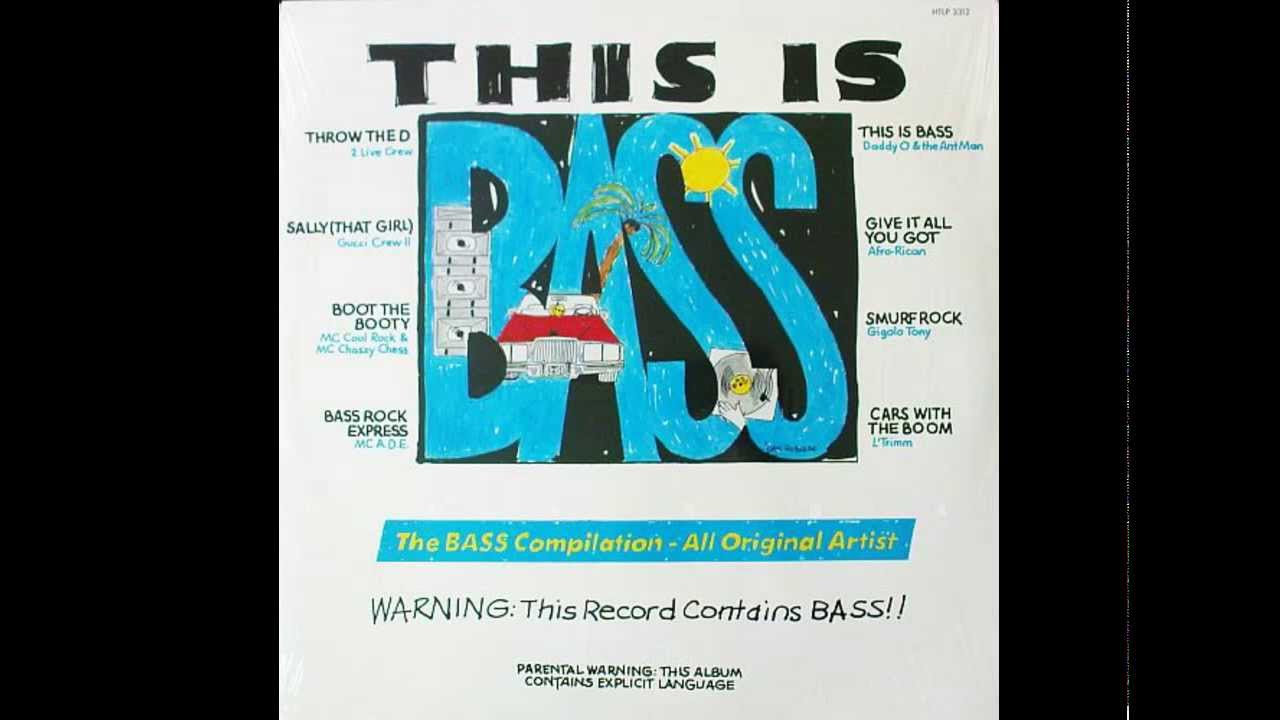 HTLP 3312
THIS IS
BASS
THROW THE D
2 Live Crew
SALLY (THAT GIRL)
Gucci Crew II
BOOT THE
BOOTY
MC Cool Rock &
MC Chaszy Chess
BASS ROCK
EXPRESS
MC A.D.E.
THIS IS BASS
Daddy O & the Ant Man
GIVE IT ALL
YOU GOT
Afro-Rican
SMURF ROCK
Gigolo Tony
CARS WITH
THE BOOM
L'Trimm
The BASS Compilation - All Original Artist
WARNING: This Record Contains BASS!!
PARENTAL WARNING: THIS ALBUM
CONTAINS EXPLICIT LANGUAGE